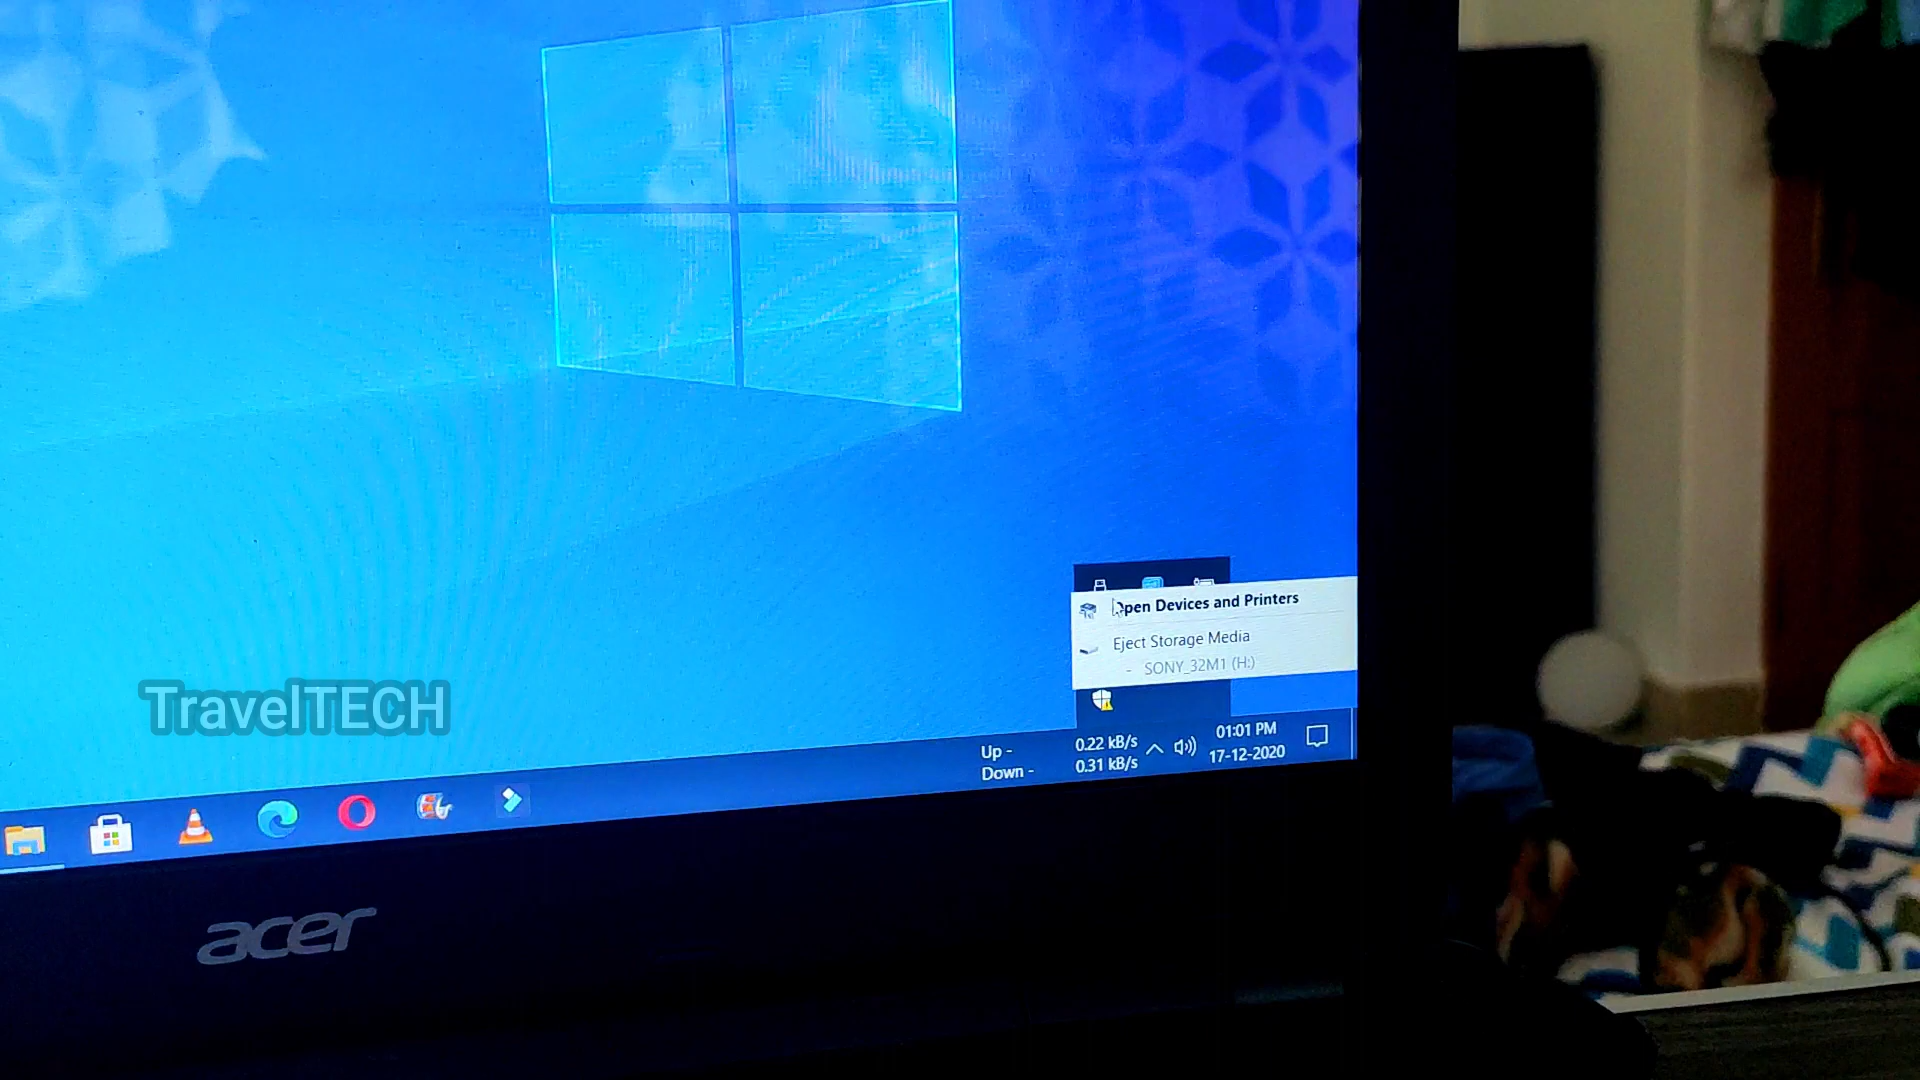 Open Devices and Printers
Eject Storage Media
- SONY_32M1 (H:)
TravelTECH
Up - 0.22 kB/s
Down - 0.31 kB/s
01:01 PM
17-12-2020
acer